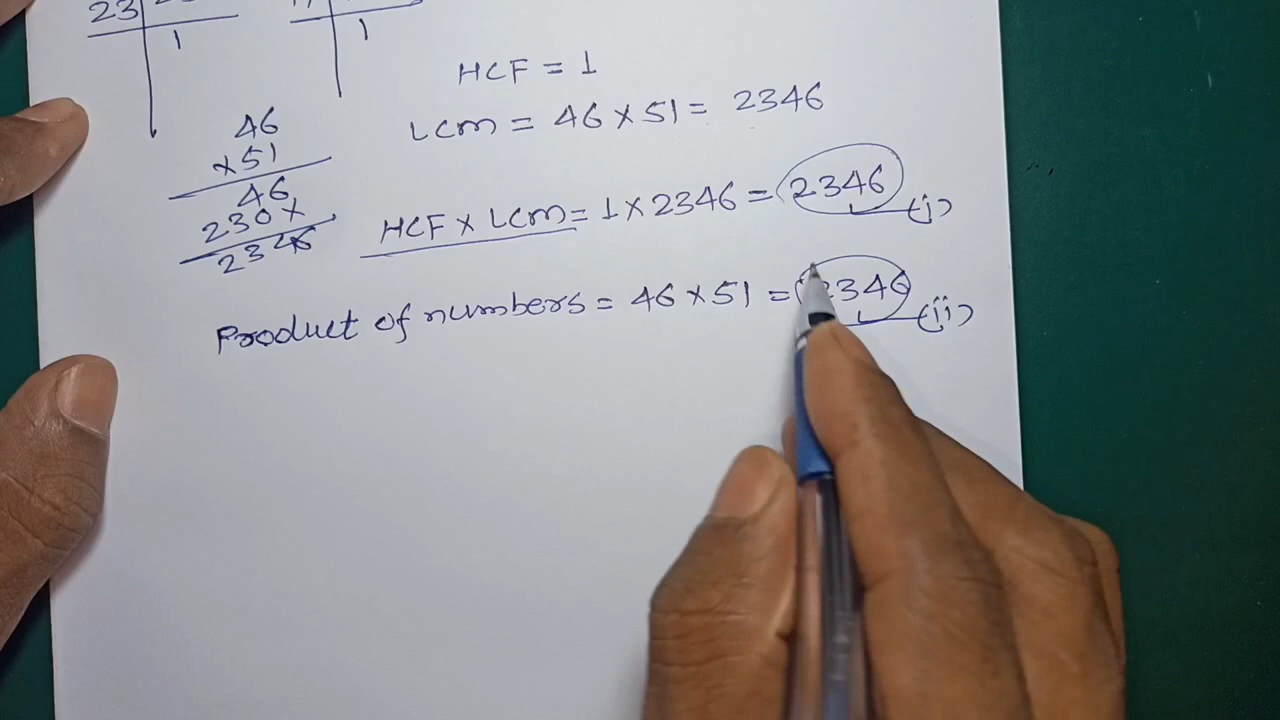 23
1
1
HCF = 1
LCM = 46 × 51 = 2346
46
×51
46
230×
2346
HCF × LCM = 1 × 2346 = 2346 (i)
Product of numbers = 46 × 51 = 2346 (ii)